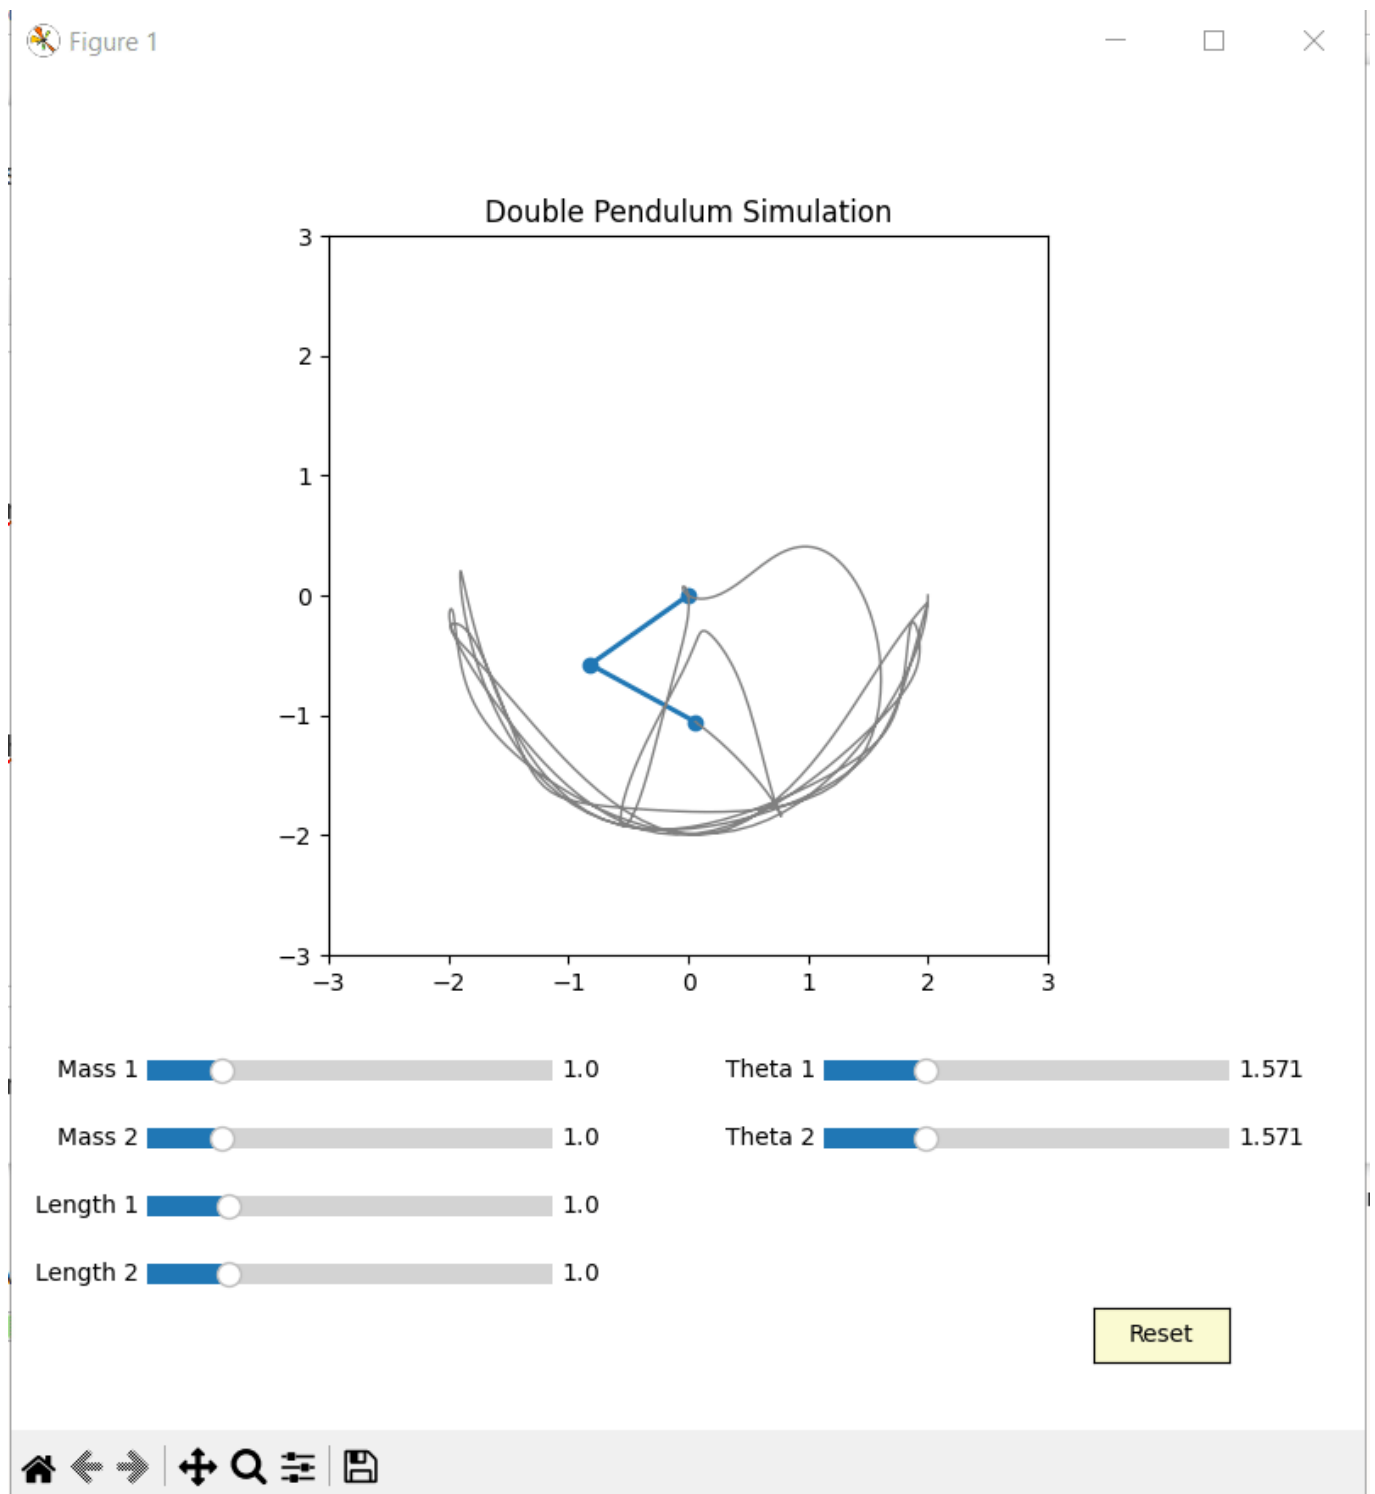 Figure 1
Double Pendulum Simulation
3
2
1
0
−1
−2
−3
−3 −2 −1 0 1 2 3
Mass 1 1.0 Theta 1 1.571
Mass 2 1.0 Theta 2 1.571
Length 1 1.0
Length 2 1.0
Reset